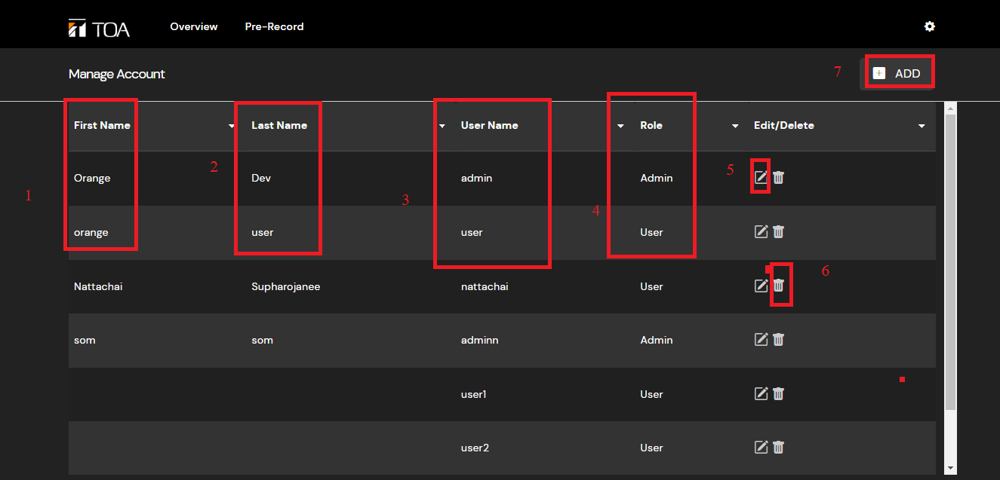 TOA Overview Pre-Record
Manage Account 7 ADD
First Name Last Name User Name Role Edit/Delete
2 5
Orange Dev admin Admin
1 3 4
orange user user User
6
Nattachai Supharojanee nattachai User
som som adminn Admin
user1 User
user2 User